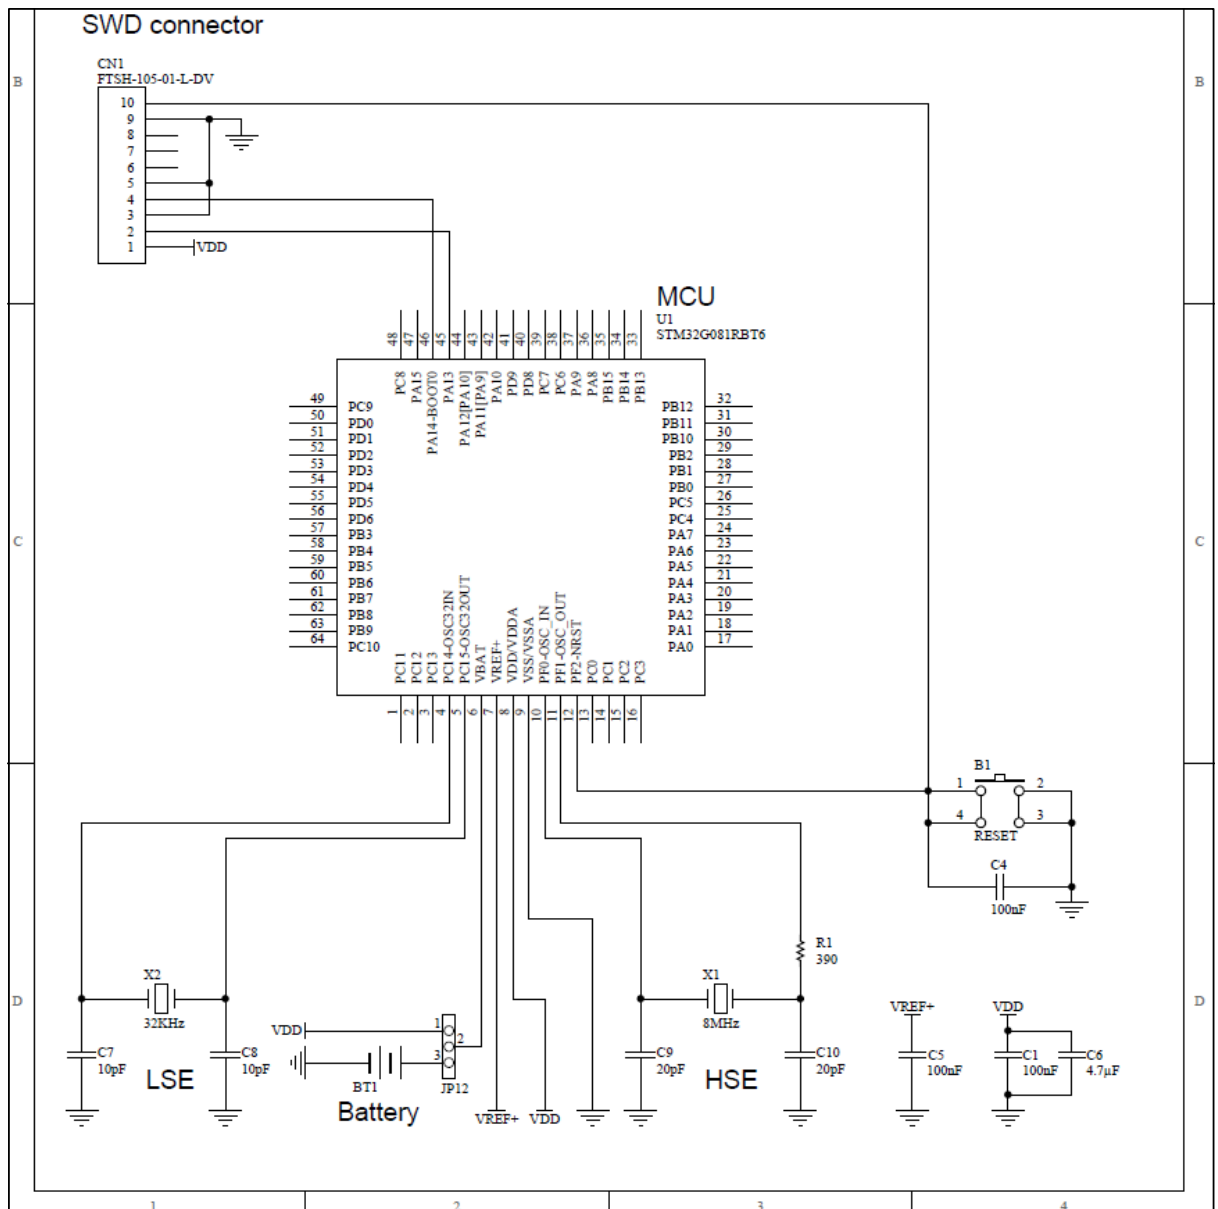 SWD connector
CN1
FTSH-105-01-L-DV
10
9
8
7
6
5
4
3
2
1
VDD
B
B
MCU
U1
STM32G081RBT6
48
47
46
45
44
43
42
41
40
39
38
37
36
35
34
33
PC8
PA15
PA14-BOOT0
PA13
PA12[PA10]
PA11[PA9]
PA10
PD9
PD8
PC7
PC6
PA9
PA8
PB15
PB14
PB13
49 PC9
50 PD0
51 PD1
52 PD2
53 PD3
54 PD4
55 PD5
56 PD6
57 PB3
58 PB4
59 PB5
60 PB6
61 PB7
62 PB8
63 PB9
64 PC10
PB12 32
PB11 31
PB10 30
PB2 29
PB1 28
PB0 27
PC5 26
PC4 25
PA7 24
PA6 23
PA5 22
PA4 21
PA3 20
PA2 19
PA1 18
PA0 17
C
C
PC11
PC12
PC13
PC14-OSC32IN
PC15-OSC32OUT
VBAT
VREF+
VDD/VDDA
VSS/VSSA
PF0-OSC_IN
PF1-OSC_OUT
PF2-NRST
PC0
PC1
PC2
PC3
1
2
3
4
5
6
7
8
9
10
11
12
13
14
15
16
B1
1
2
4
3
RESET
C4
100nF
R1
390
D
D
X2
32KHz
C7
10pF
C8
10pF
LSE
VDD
1
2
3
BT1
JP12
Battery
VREF+
VDD
X1
8MHz
C9
20pF
C10
20pF
HSE
VREF+
C5
100nF
VDD
C1
100nF
C6
4.7µF
1
2
3
4